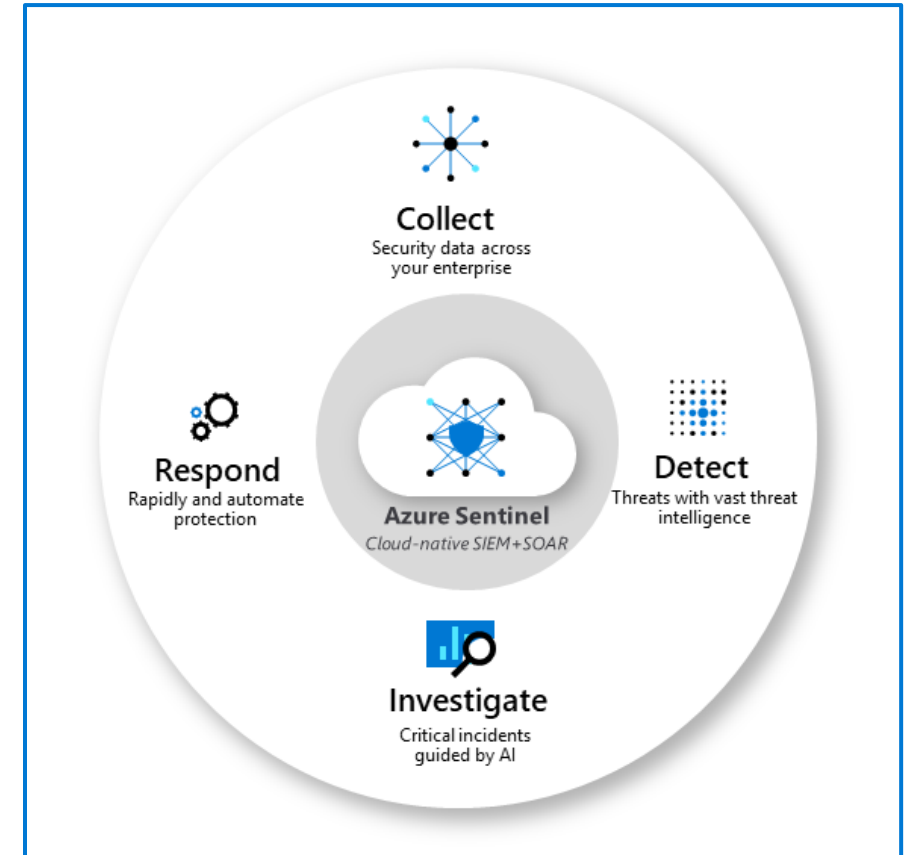 Collect
Security data across
your enterprise
Respond
Rapidly and automate
protection
Azure Sentinel
Cloud-native SIEM+SOAR
Detect
Threats with vast threat
intelligence
Investigate
Critical incidents
guided by AI